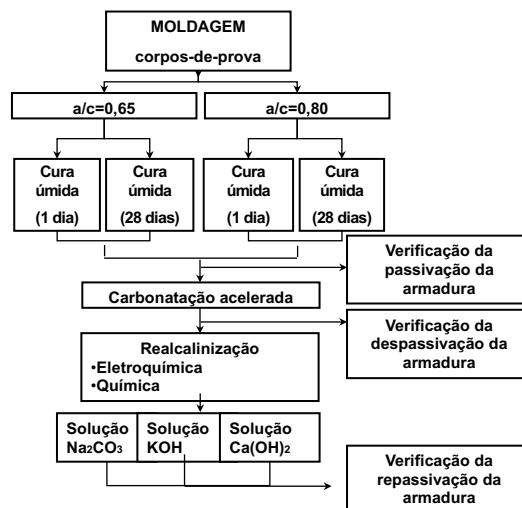 MOLDAGEM
corpos-de-prova
a/c=0,65
a/c=0,80
Cura
úmida
(1 dia)
Cura
úmida
(28 dias)
Cura
úmida
(1 dia)
Cura
úmida
(28 dias)
Verificação da
passivação da
armadura
Carbonatação acelerada
Verificação da
despassivação da
armadura
Realcalinização
•Eletroquímica
•Química
Solução
Na₂CO₃
Solução
KOH
Solução
Ca(OH)₂
Verificação da
repassivação da
armadura